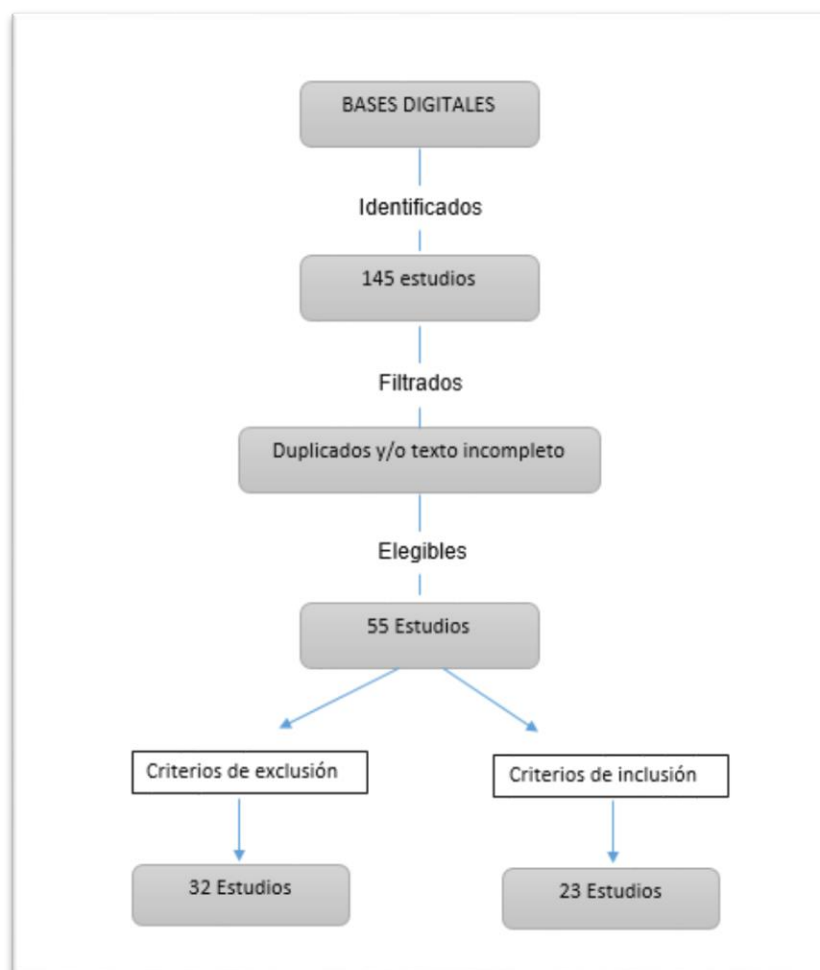 BASES DIGITALES
Identificados
145 estudios
Filtrados
Duplicados y/o texto incompleto
Elegibles
55 Estudios
Criterios de exclusión
Criterios de inclusión
32 Estudios
23 Estudios